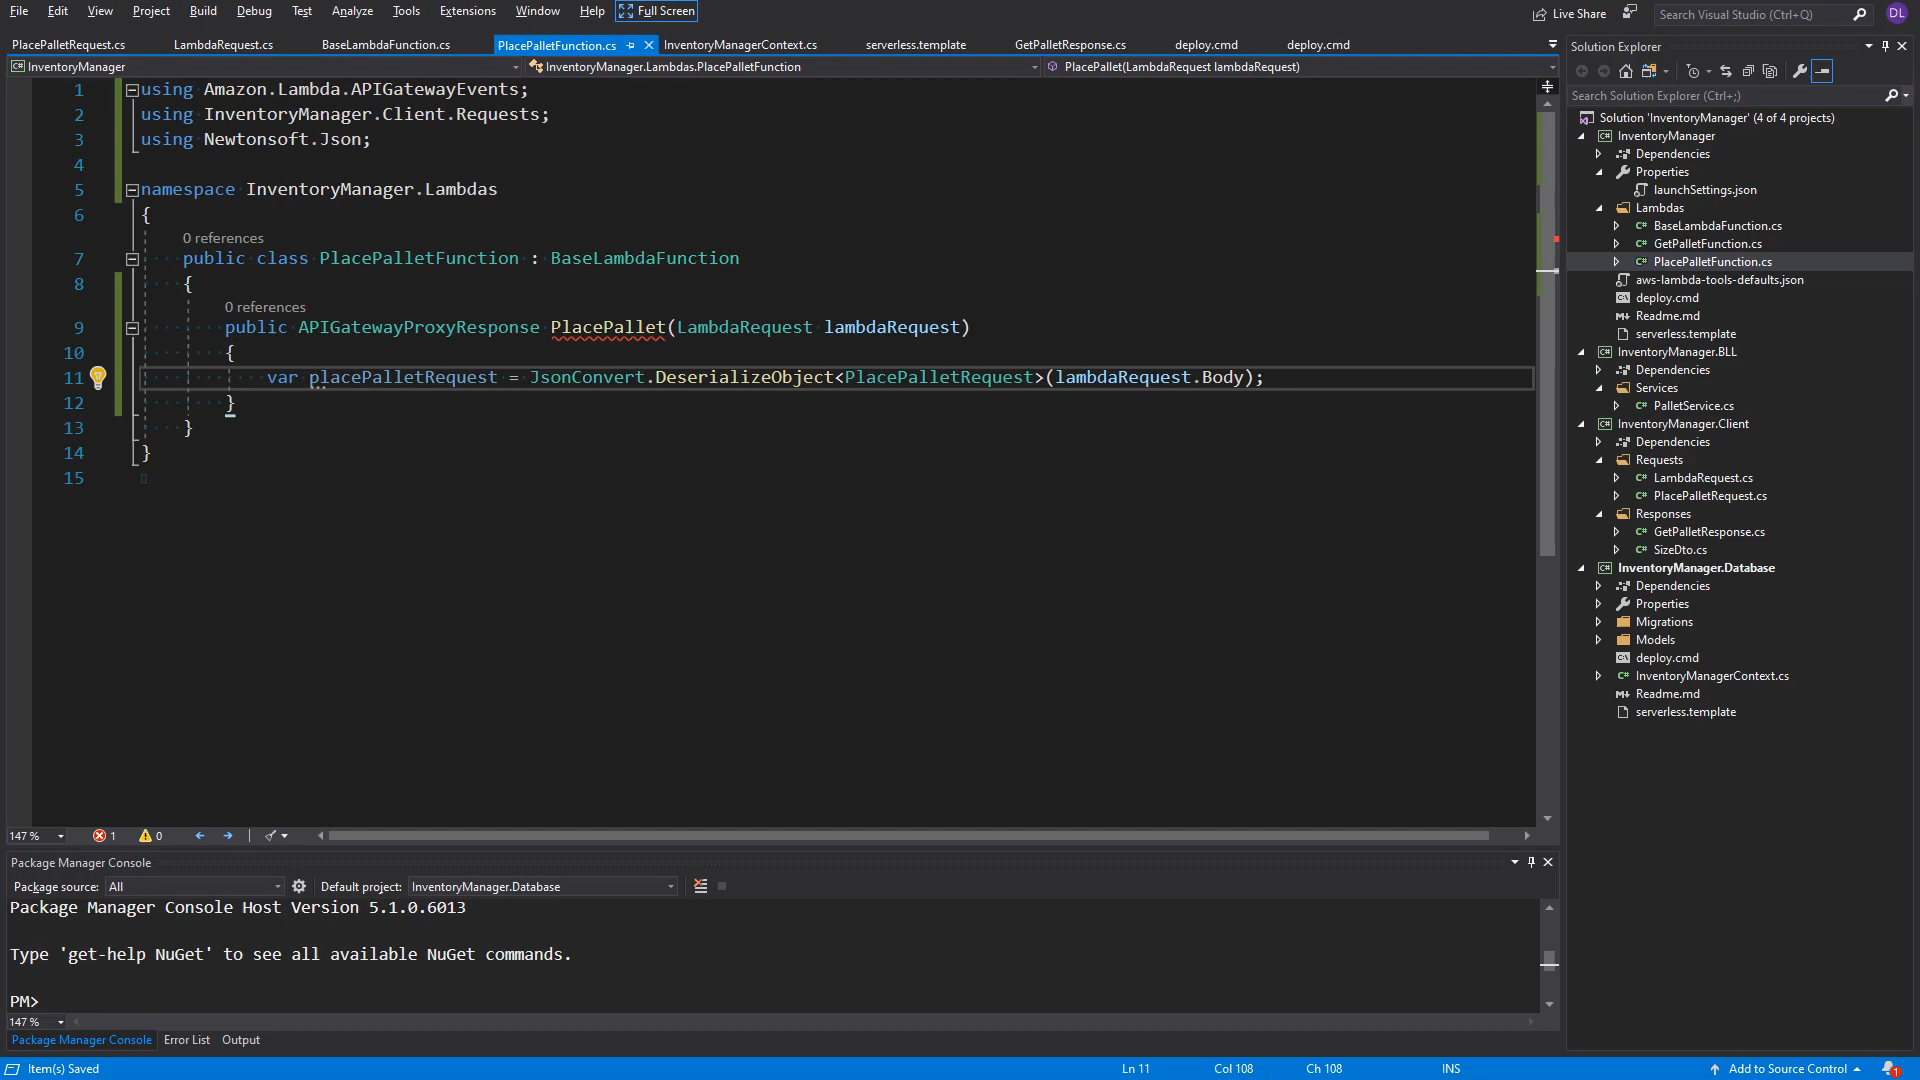 File Edit View Project Build Debug Test Analyze Tools Extensions Window Help Full Screen Live Share Search Visual Studio (Ctrl+Q) DL
PlacePalletRequest.cs LambdaRequest.cs BaseLambdaFunction.cs PlacePalletFunction.cs InventoryManagerContext.cs serverless.template GetPalletResponse.cs deploy.cmd deploy.cmd
InventoryManager InventoryManager.Lambdas.PlacePalletFunction PlacePallet(LambdaRequest lambdaRequest)
1 using Amazon.Lambda.APIGatewayEvents;
2 using InventoryManager.Client.Requests;
3 using Newtonsoft.Json;
4
5 namespace InventoryManager.Lambdas
6 {
0 references
7 public class PlacePalletFunction : BaseLambdaFunction
8 {
0 references
9 public APIGatewayProxyResponse PlacePallet(LambdaRequest lambdaRequest)
10 {
11 var placePalletRequest = JsonConvert.DeserializeObject<PlacePalletRequest>(lambdaRequest.Body);
12 }
13 }
14 }
15
147 % 1 0
Package Manager Console
Package source: All Default project: InventoryManager.Database
Package Manager Console Host Version 5.1.0.6013
Type 'get-help NuGet' to see all available NuGet commands.
PM>
147 %
Package Manager Console Error List Output
Item(s) Saved Ln 11 Col 108 Ch 108 INS Add to Source Control 1
Solution Explorer
Search Solution Explorer (Ctrl+;)
Solution 'InventoryManager' (4 of 4 projects)
InventoryManager
Dependencies
Properties
launchSettings.json
Lambdas
BaseLambdaFunction.cs
GetPalletFunction.cs
PlacePalletFunction.cs
aws-lambda-tools-defaults.json
deploy.cmd
Readme.md
serverless.template
InventoryManager.BLL
Dependencies
Services
PalletService.cs
InventoryManager.Client
Dependencies
Requests
LambdaRequest.cs
PlacePalletRequest.cs
Responses
GetPalletResponse.cs
SizeDto.cs
InventoryManager.Database
Dependencies
Properties
Migrations
Models
deploy.cmd
InventoryManagerContext.cs
Readme.md
serverless.template